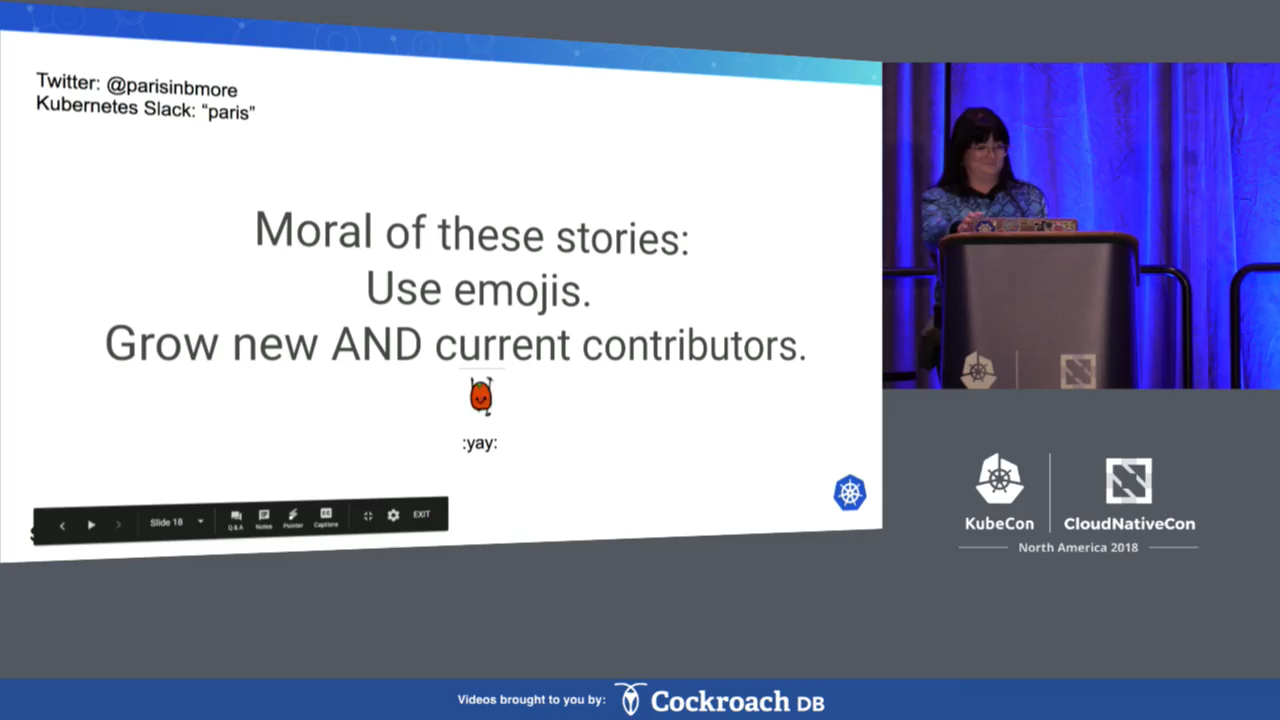 Twitter: @parisinbmore
Kubernetes Slack: “paris”
Moral of these stories:
Use emojis.
Grow new AND current contributors.
:yay:
Slide 18
Q&A
Notes
Pointer
Captions
EXIT
KubeCon
CloudNativeCon
North America 2018
Videos brought to you by:
Cockroach DB